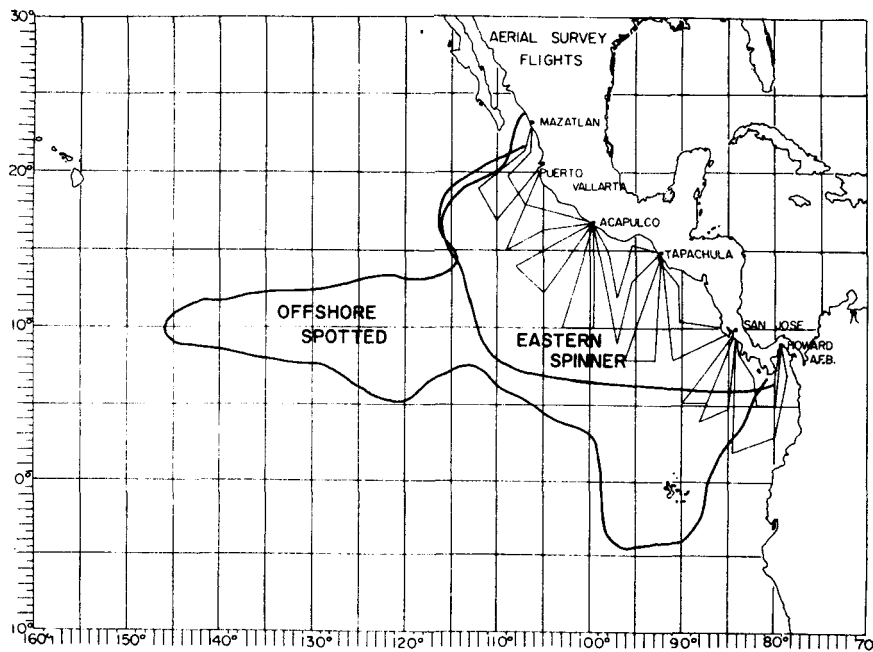 AERIAL SURVEY
FLIGHTS
30°
MAZATLAN
20°
PUERTO
VALLARTA
ACAPULCO
TAPACHULA
OFFSHORE
SPOTTED
10°
EASTERN
SPINNER
SAN JOSE
HOWARD
A.F.B.
0°
10°
160° 150° 140° 130° 120° 110° 100° 90° 80° 70